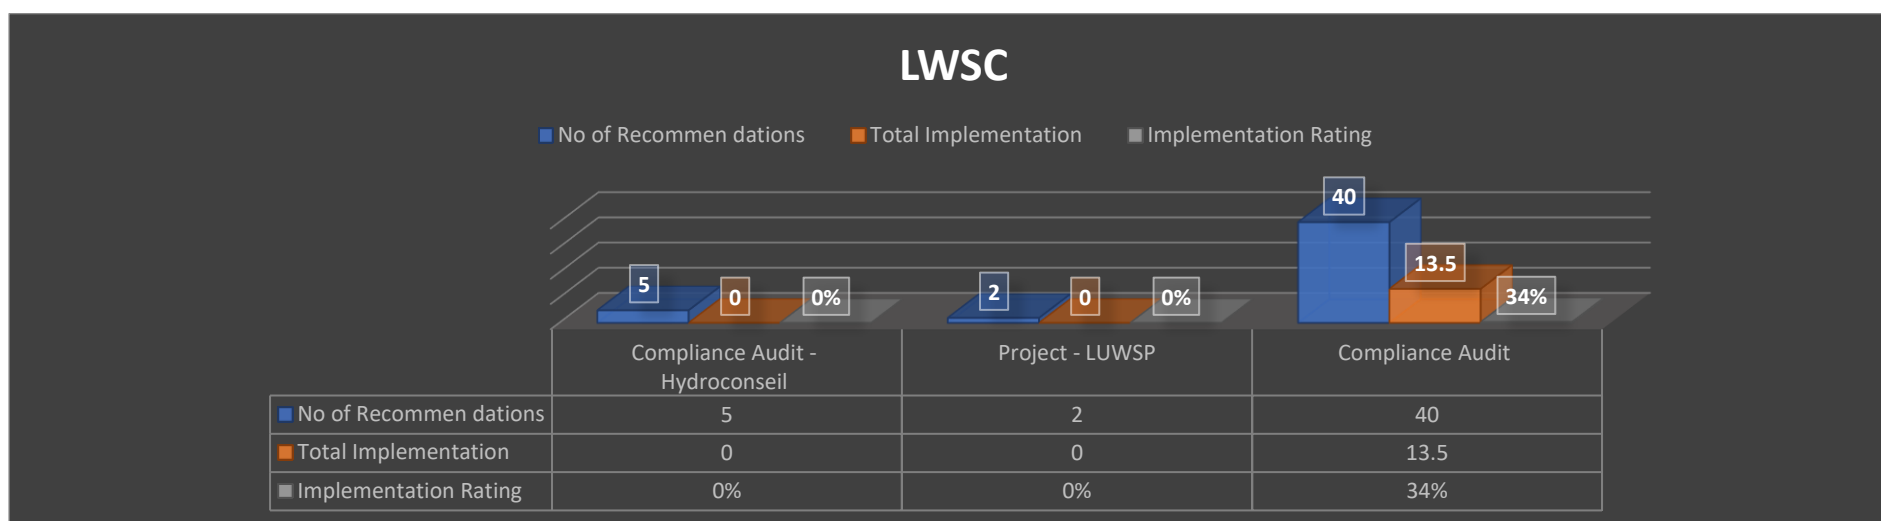 LWSC
No of Recommen dations Total Implementation Implementation Rating
5 0 0% 2 0 0% 40 13.5 34%
Compliance Audit - Hydroconseil Project - LUWSP Compliance Audit
No of Recommen dations 5 2 40
Total Implementation 0 0 13.5
Implementation Rating 0% 0% 34%